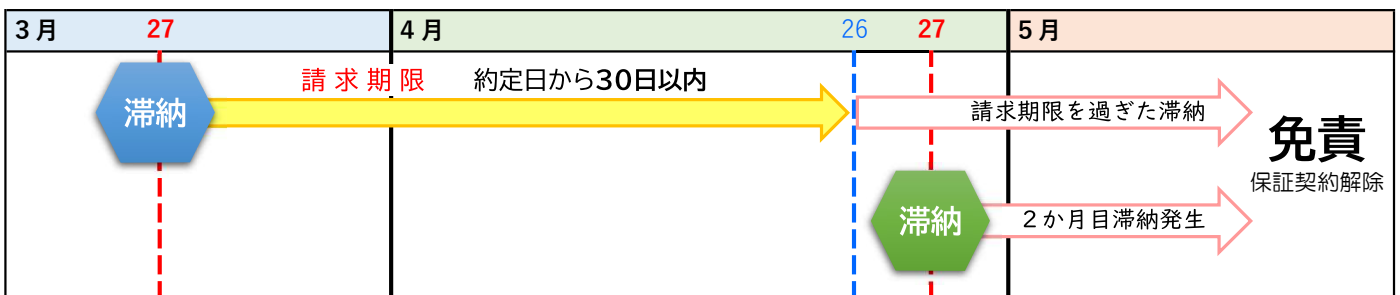 3月
27
4月
26
27
5月
請求期限 約定日から30日以内
滞納
請求期限を過ぎた滞納
免責
保証契約解除
滞納
2か月目滞納発生